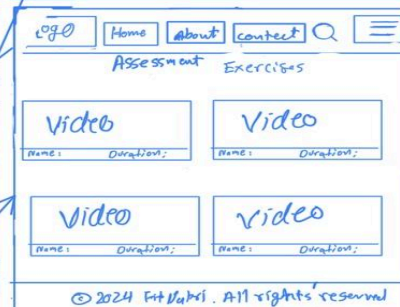 Logo Home About contect
Assessment Exercises
Video Video
Name: Duration; Name: Duration;
Video Video
Name: Duration; Name: Duration;
© 2024 . All rights reserved